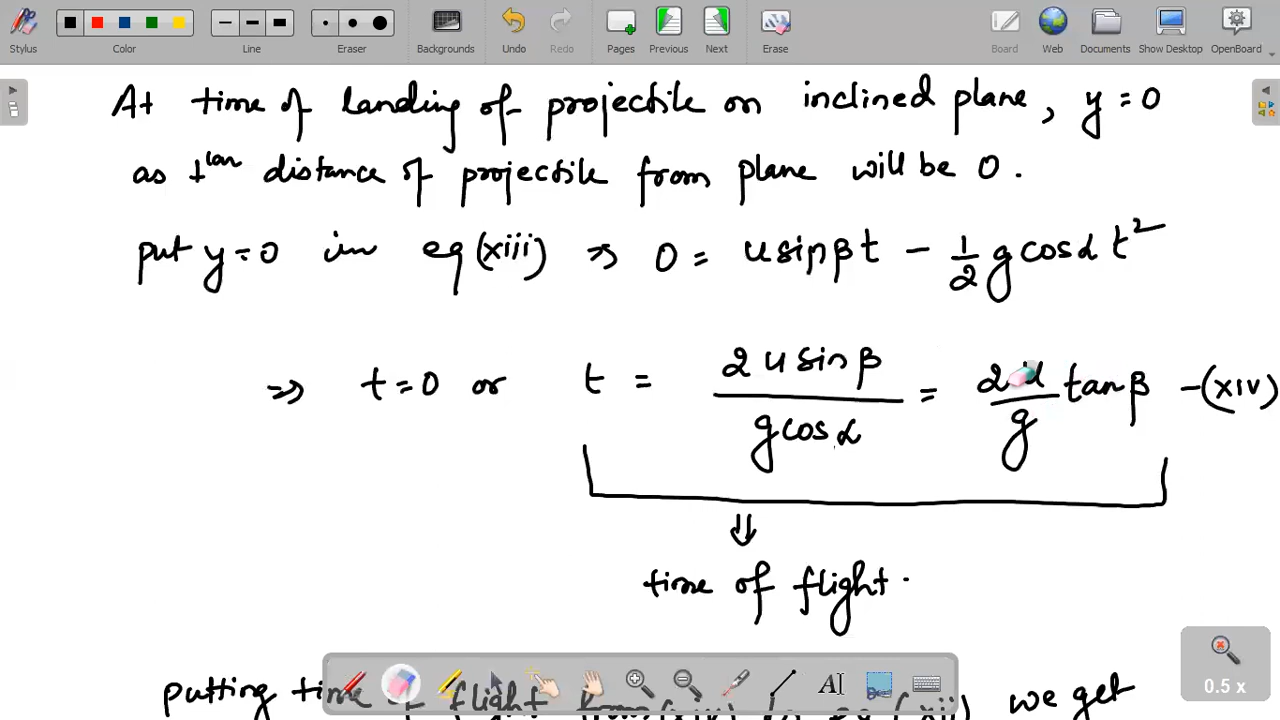 Stylus Color Line Eraser Backgrounds Undo Redo Pages Previous Next Erase Board Web Documents Show Desktop OpenBoard
At time of landing of projectile on inclined plane, y = 0
as ⊥lar distance of projectile from plane will be 0.
put y=0 in eq(xiii) ⇒ 0 = u sinβ t − 1/2 g cosα t²
⇒ t=0 or t = 2 u sinβ / g cosα = 2 u / g tanβ −(xiv)
⇓
time of flight.
putting time flight we get
0.5 x